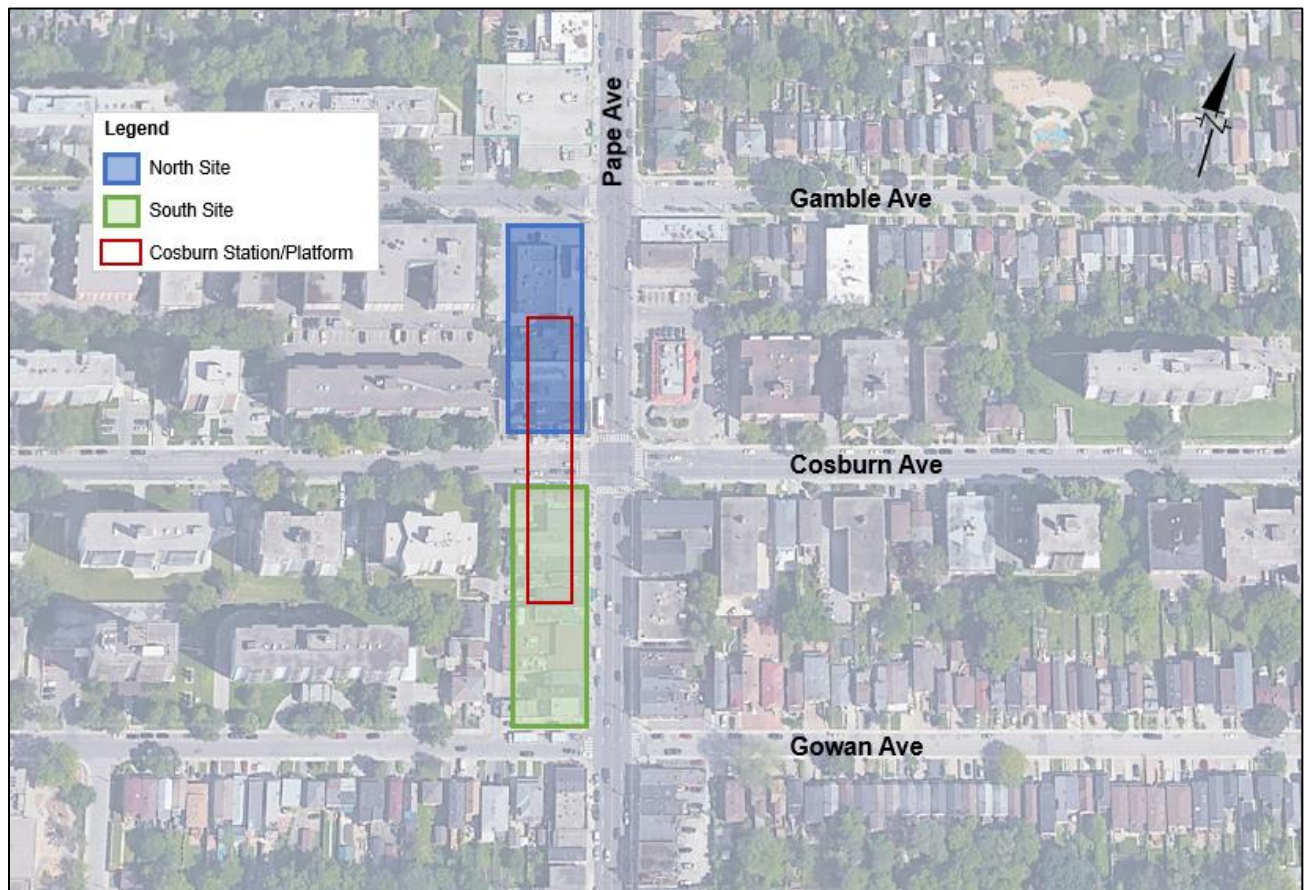 Pape Ave
Legend
North Site
South Site
Cosburn Station/Platform
N
Gamble Ave
Cosburn Ave
Gowan Ave